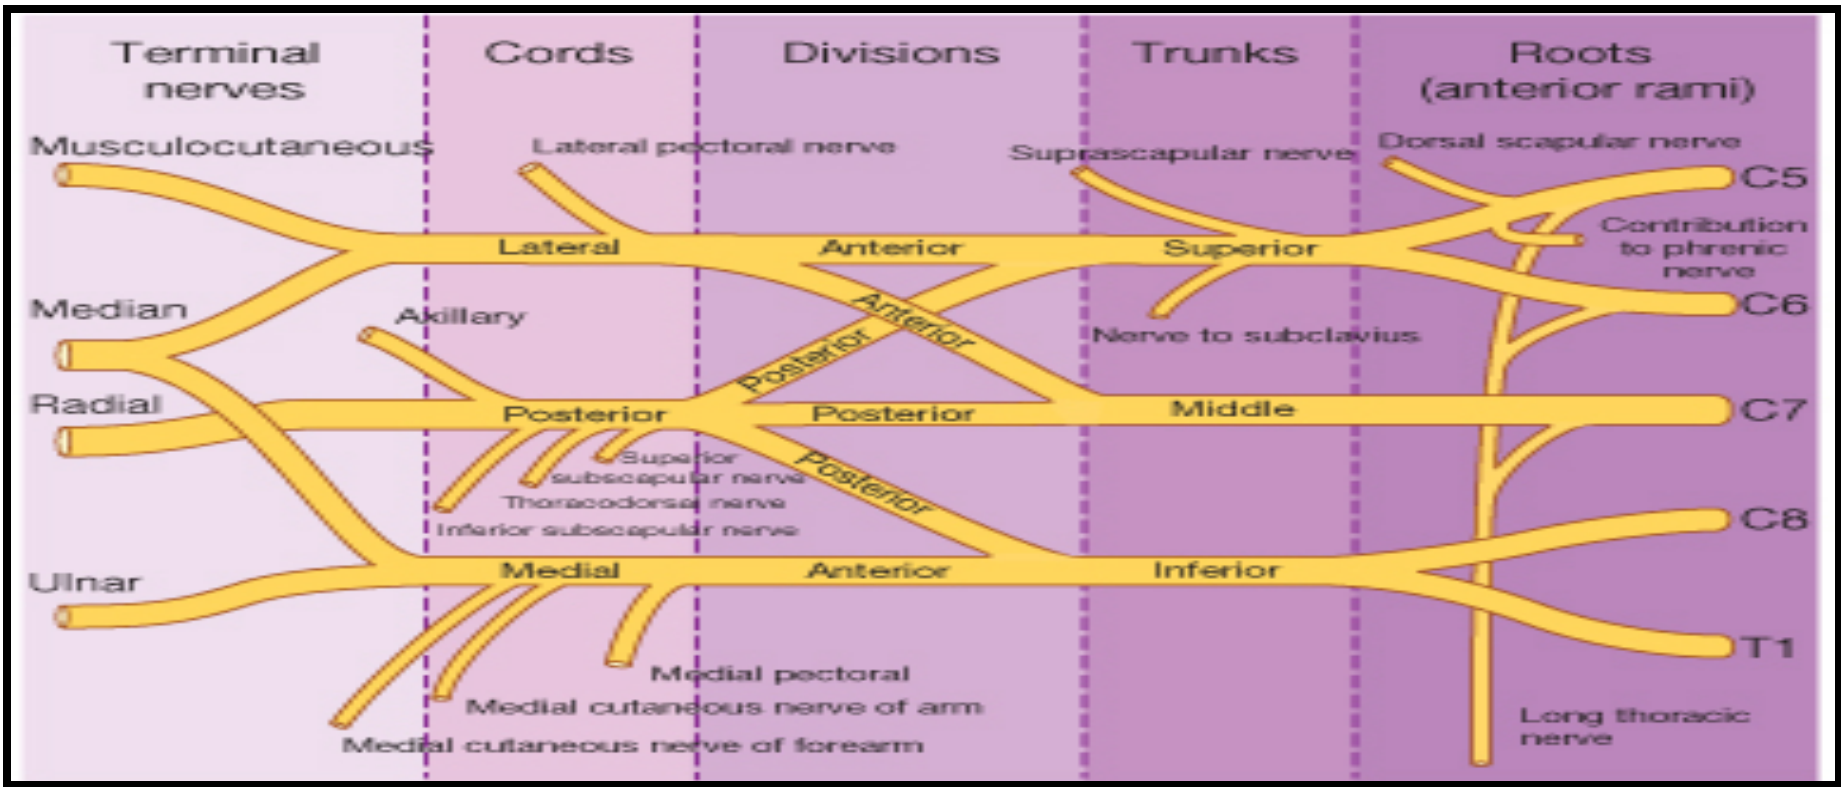 Terminal
nerves
Cords
Divisions
Trunks
Roots
(anterior rami)
Musculocutaneous
Lateral pectoral nerve
Suprascapular nerve
Dorsal scapular nerve
C5
Contribution
to phrenic
nerve
Lateral
Anterior
Superior
Median
Axillary
Anterior
Posterior
Nerve to subclavius
C6
Radial
Posterior
Posterior
Middle
C7
Superior
subscapular nerve
Thoracodorsal nerve
Inferior subscapular nerve
Posterior
C8
Ulnar
Medial
Anterior
Inferior
T1
Medial pectoral
Medial cutaneous nerve of arm
Medial cutaneous nerve of forearm
Long thoracic
nerve